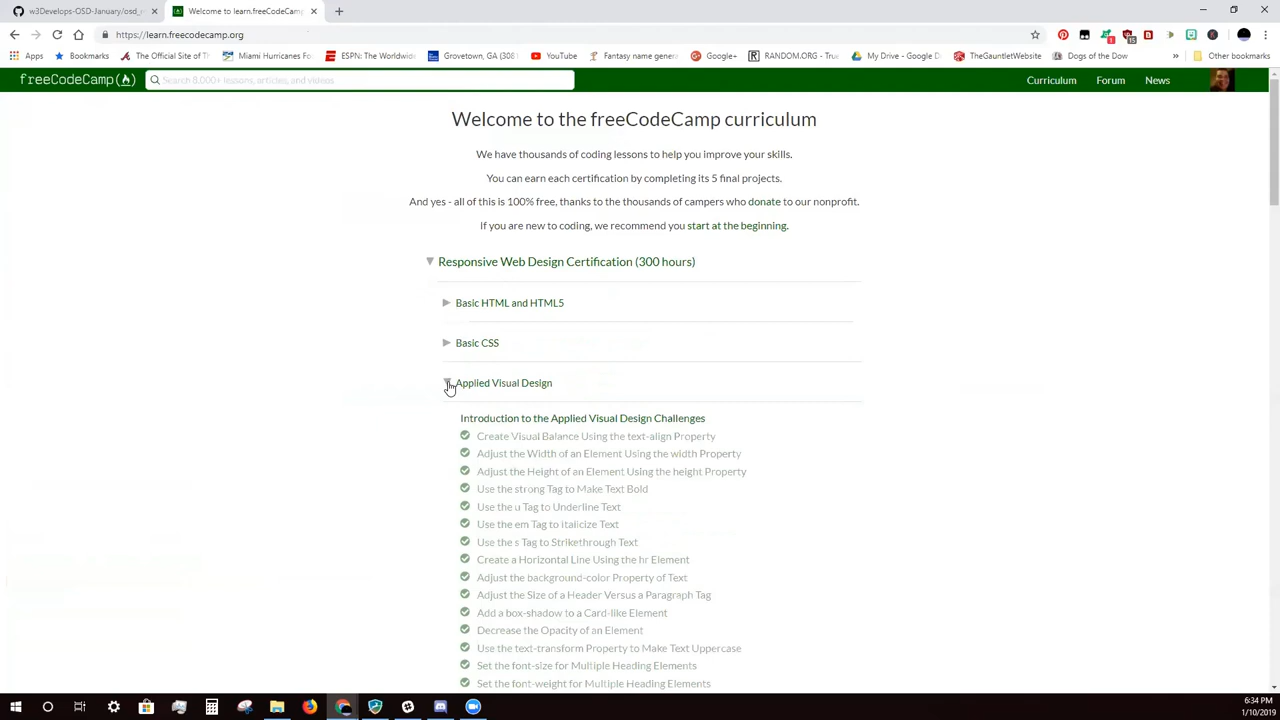 w3Develops-OSD-January/osd_r
Welcome to learn.freeCodeCamp
https://learn.freecodecamp.org
Apps Bookmarks The Official Site of Th Miami Hurricanes For ESPN: The Worldwide Grovetown, GA (3081 YouTube Fantasy name gener Google+ RANDOM.ORG - True My Drive - Google D TheGauntletWebsite Dogs of the Dow » Other bookmarks
freeCodeCamp Search 8,000+ lessons, articles, and videos Curriculum Forum News
Welcome to the freeCodeCamp curriculum
We have thousands of coding lessons to help you improve your skills.
You can earn each certification by completing its 5 final projects.
And yes - all of this is 100% free, thanks to the thousands of campers who donate to our nonprofit.
If you are new to coding, we recommend you start at the beginning.
Responsive Web Design Certification (300 hours)
Basic HTML and HTML5
Basic CSS
Applied Visual Design
Introduction to the Applied Visual Design Challenges
Create Visual Balance Using the text-align Property
Adjust the Width of an Element Using the width Property
Adjust the Height of an Element Using the height Property
Use the strong Tag to Make Text Bold
Use the u Tag to Underline Text
Use the em Tag to Italicize Text
Use the s Tag to Strikethrough Text
Create a Horizontal Line Using the hr Element
Adjust the background-color Property of Text
Adjust the Size of a Header Versus a Paragraph Tag
Add a box-shadow to a Card-like Element
Decrease the Opacity of an Element
Use the text-transform Property to Make Text Uppercase
Set the font-size for Multiple Heading Elements
Set the font-weight for Multiple Heading Elements
6:34 PM
1/10/2019